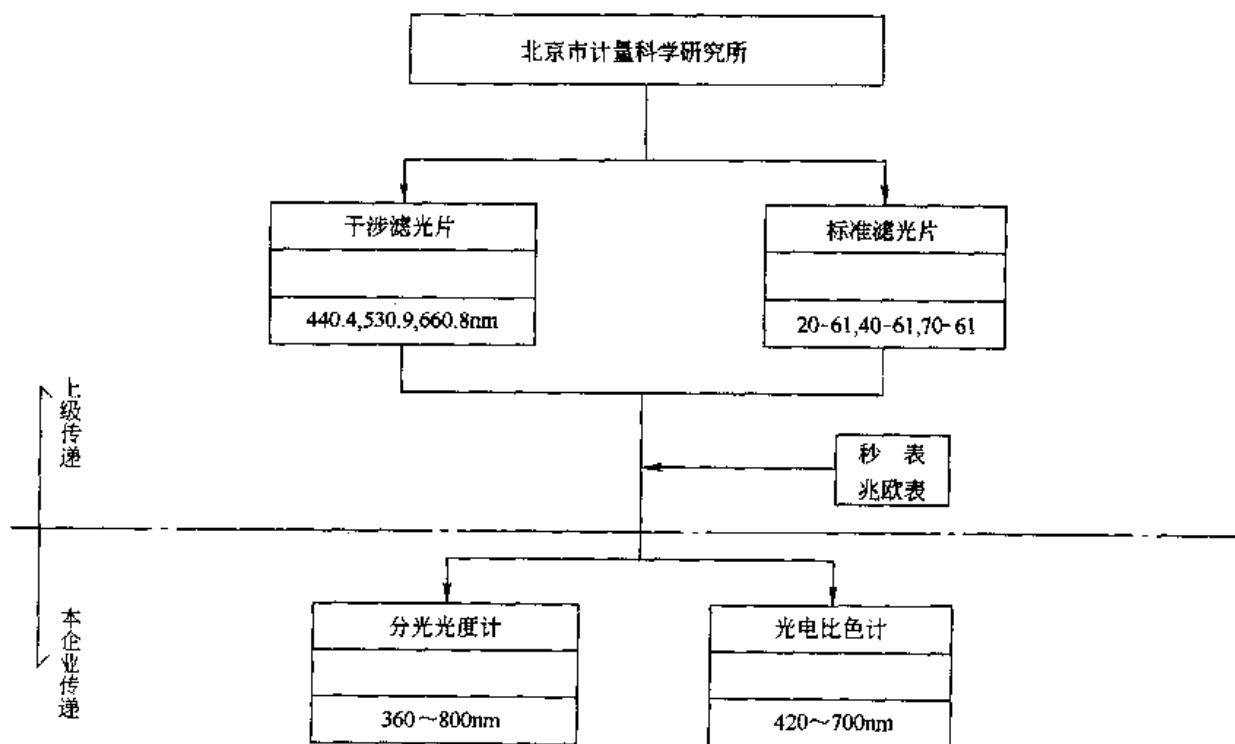 北京市计量科学研究所
干涉滤光片
标准滤光片
440.4,530.9,660.8nm
20-61,40-61,70-61
上级传递
秒 表
兆欧表
本企业传递
分光光度计
光电比色计
360～800nm
420～700nm